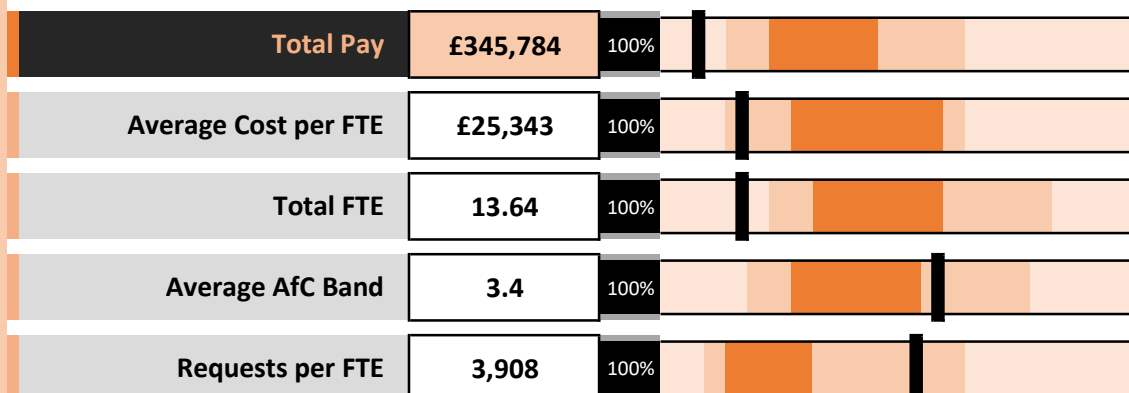 Total Pay £345,784 100%
Average Cost per FTE £25,343 100%
Total FTE 13.64 100%
Average AfC Band 3.4 100%
Requests per FTE 3,908 100%